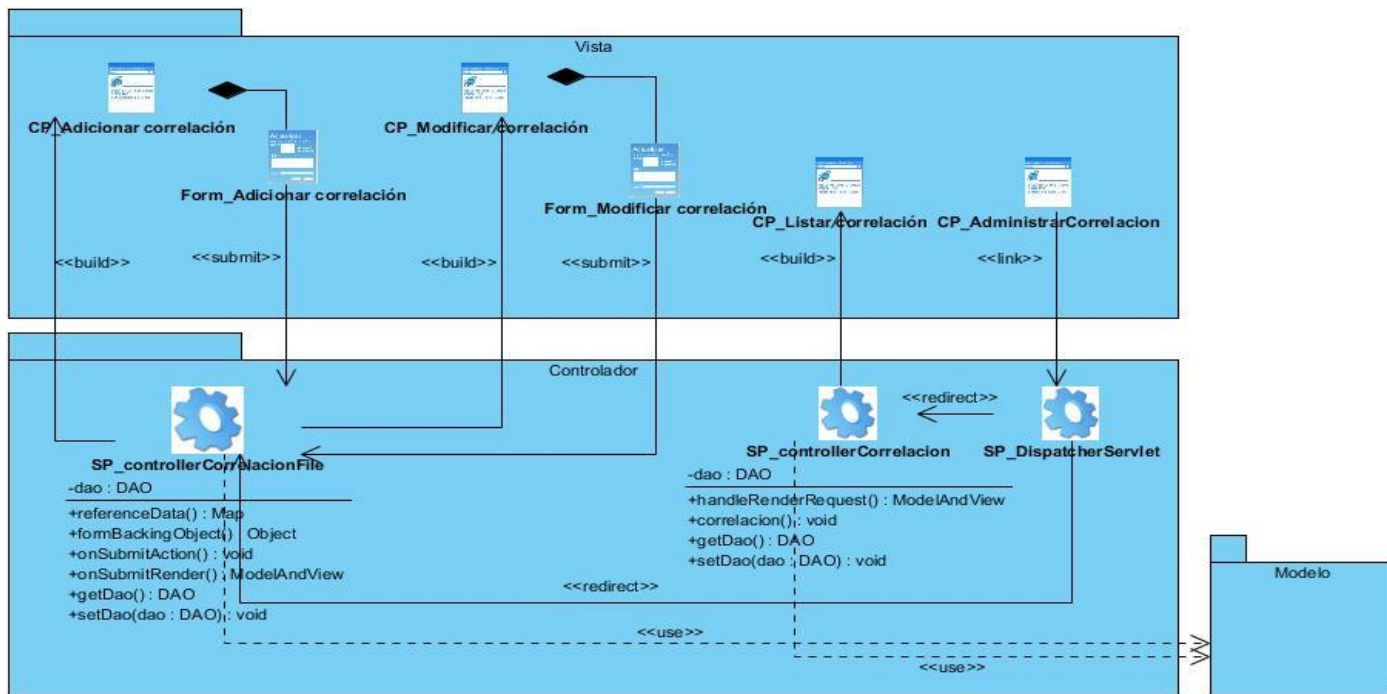 Vista
CP_Adicionar correlación
CP_Modificar correlación
Form_Adicionar correlación
Form_Modificar correlación
CP_Listar correlación
CP_AdministrarCorrelacion
<<build>>
<<submit>>
<<build>>
<<submit>>
<<build>>
<<link>>
Controlador
<<redirect>>
SP_controllerCorrelacionFile
-dao : DAO
+referenceData() : Map
+formBackingObject() : Object
+onSubmitAction() : void
+onSubmitRender() : ModelAndView
+getDao() : DAO
+setDao(dao : DAO) : void
SP_controllerCorrelacion
-dao : DAO
+handleRenderRequest() : ModelAndView
+correlacion() : void
+getDao() : DAO
+setDao(dao : DAO) : void
SP_DispatcherServlet
<<redirect>>
<<use>>
<<use>>
Modelo